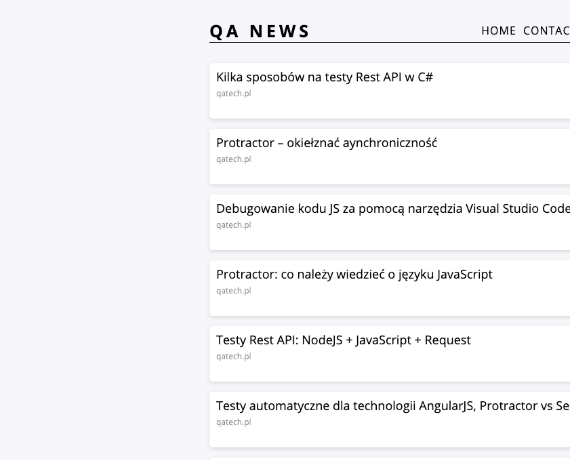 QA NEWS
HOME CONTAC
Kilka sposobów na testy Rest API w C#
qatech.pl
Protractor – okiełznać aynchroniczność
qatech.pl
Debugowanie kodu JS za pomocą narzędzia Visual Studio Code
qatech.pl
Protractor: co należy wiedzieć o języku JavaScript
qatech.pl
Testy Rest API: NodeJS + JavaScript + Request
qatech.pl
Testy automatyczne dla technologii AngularJS, Protractor vs Se
qatech.pl